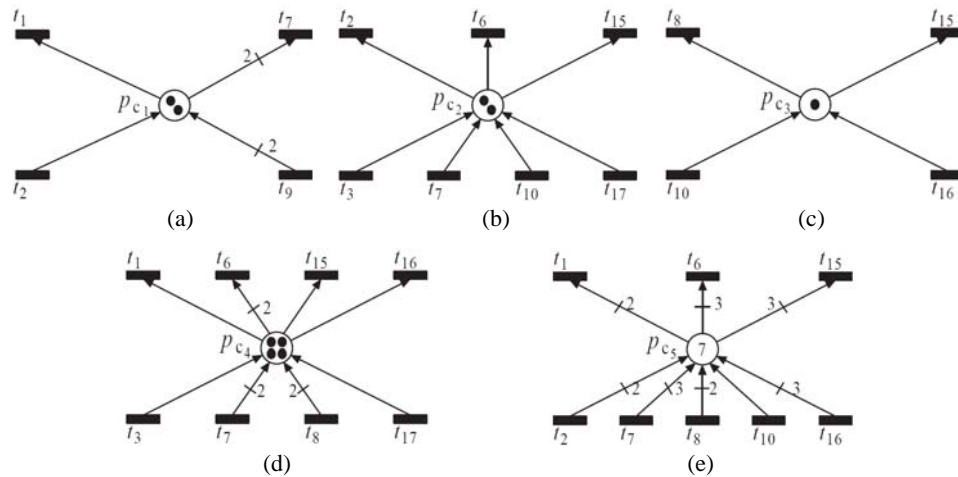 t1 t7 t2 t6 t15 t8 t15
2
pc1 pc2 pc3
2
t2 t9 t3 t7 t10 t17 t10 t16
(a) (b) (c)
t1 t6 t15 t16 t1 t6 t15
2 2 3 3
pc4 pc5 7
2 2 2 3 2 3
t3 t7 t8 t17 t2 t7 t8 t10 t16
(d) (e)